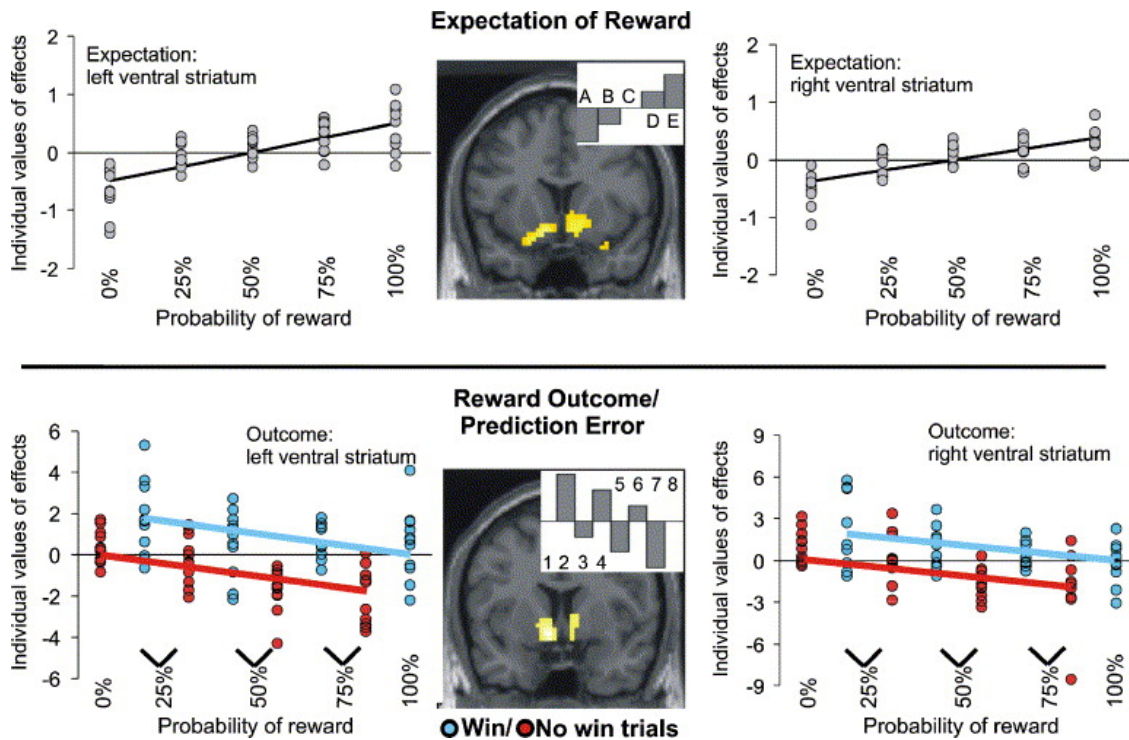 Expectation of Reward
Individual values of effects
2
1
0
-1
-2
Expectation:
left ventral striatum
0%
25%
50%
75%
100%
Probability of reward
A B C
D E
Individual values of effects
2
1
0
-1
-2
Expectation:
right ventral striatum
0%
25%
50%
75%
100%
Probability of reward
Reward Outcome/
Prediction Error
Individual values of effects
6
4
2
0
-2
-4
-6
Outcome:
left ventral striatum
0%
25%
50%
75%
100%
Probability of reward
5 6 7 8
1 2 3 4
Win/ No win trials
Individual values of effects
9
6
3
0
-3
-6
-9
Outcome:
right ventral striatum
0%
25%
50%
75%
100%
Probability of reward